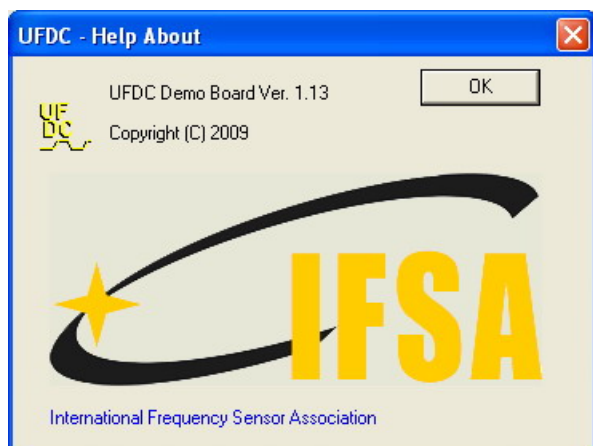 UFDC - Help About
UFDC Demo Board Ver. 1.13
OK
UF
DC
Copyright (C) 2009
IFSA
International Frequency Sensor Association